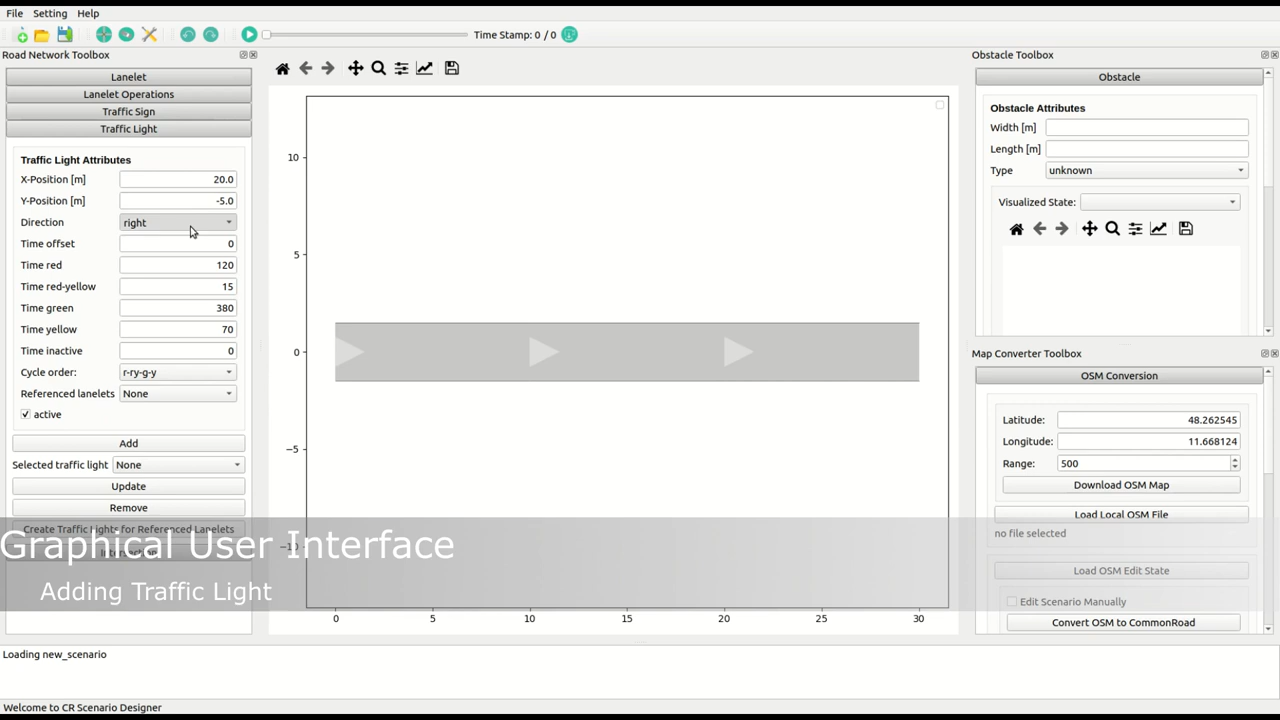 File Setting Help
Time Stamp: 0 / 0
Road Network Toolbox
Lanelet
Lanelet Operations
Traffic Sign
Traffic Light
Traffic Light Attributes
X-Position [m] 20.0
Y-Position [m] -5.0
Direction right
Time offset 0
Time red 120
Time red-yellow 15
Time green 380
Time yellow 70
Time inactive 0
Cycle order: r-ry-g-y
Referenced lanelets None
active
Add
Selected traffic light None
Update
Remove
Create Traffic Lights for Referenced Lanelets
Intersection
Graphical User Interface
Adding Traffic Light
10
5
0
−5
−10
0 5 10 15 20 25 30
Obstacle Toolbox
Obstacle
Obstacle Attributes
Width [m]
Length [m]
Type unknown
Visualized State:
Map Converter Toolbox
OSM Conversion
Latitude: 48.262545
Longitude: 11.668124
Range: 500
Download OSM Map
Load Local OSM File
no file selected
Load OSM Edit State
Edit Scenario Manually
Convert OSM to CommonRoad
Loading new_scenario
Welcome to CR Scenario Designer